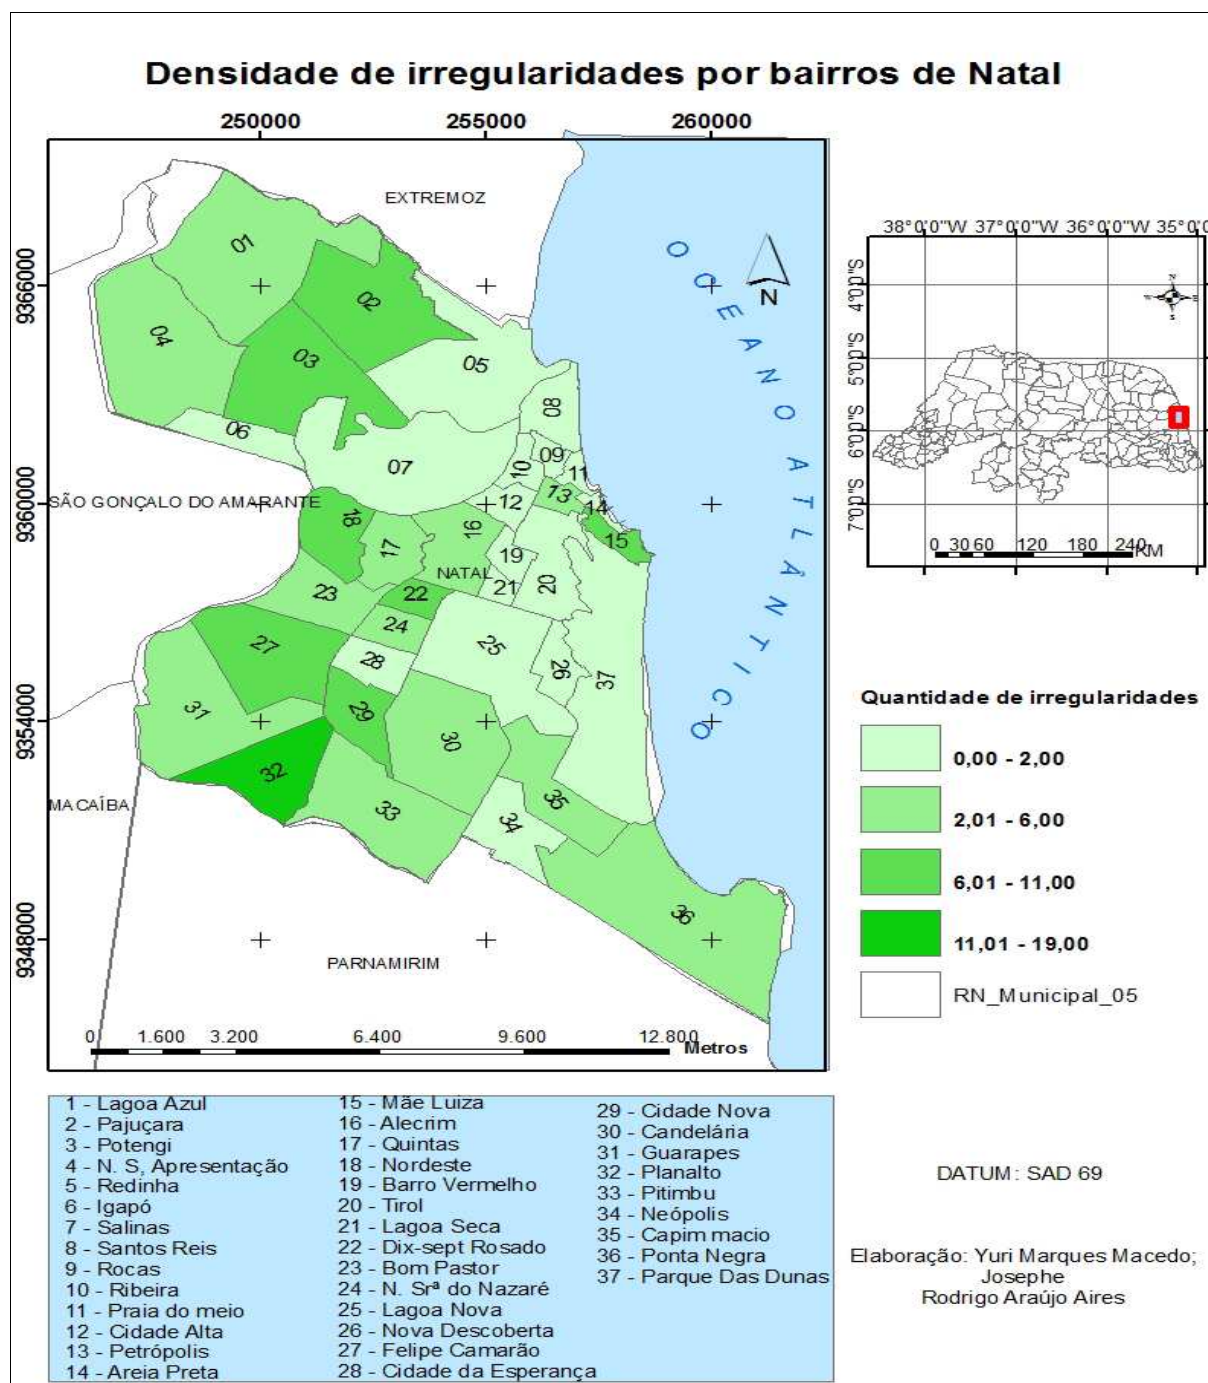 Densidade de irregularidades por bairros de Natal
250000 255000 260000
9366000
9360000
9354000
9348000
EXTREMOZ
OCEANO ATLÂNTICO
N
01
02
03
04
05
06
07
08
09
10
11
12
13
14
15
16
17
18
19
20
21
22
23
24
25
26
27
28
29
30
31
32
33
34
35
36
37
SÃO GONÇALO DO AMARANTE
NATAL
MACAÍBA
PARNAMIRIM
0 1.600 3.200 6.400 9.600 12.800
Metros
38°0'0"W 37°0'0"W 36°0'0"W 35°0'0"
4°0'0"S
5°0'0"S
6°0'0"S
7°0'0"S
N
S
0 30 60 120 180 240
KM
Quantidade de irregularidades
0,00 - 2,00
2,01 - 6,00
6,01 - 11,00
11,01 - 19,00
RN_Municipal_05
1 - Lagoa Azul
2 - Pajuçara
3 - Potengi
4 - N. S, Apresentação
5 - Redinha
6 - Igapó
7 - Salinas
8 - Santos Reis
9 - Rocas
10 - Ribeira
11 - Praia do meio
12 - Cidade Alta
13 - Petrópolis
14 - Areia Preta
15 - Mãe Luiza
16 - Alecrim
17 - Quintas
18 - Nordeste
19 - Barro Vermelho
20 - Tirol
21 - Lagoa Seca
22 - Dix-sept Rosado
23 - Bom Pastor
24 - N. Srª do Nazaré
25 - Lagoa Nova
26 - Nova Descoberta
27 - Felipe Camarão
28 - Cidade da Esperança
29 - Cidade Nova
30 - Candelária
31 - Guarapes
32 - Planalto
33 - Pitimbu
34 - Neópolis
35 - Capim macio
36 - Ponta Negra
37 - Parque Das Dunas
DATUM: SAD 69
Elaboração: Yuri Marques Macedo;
Josephe
Rodrigo Araújo Aires